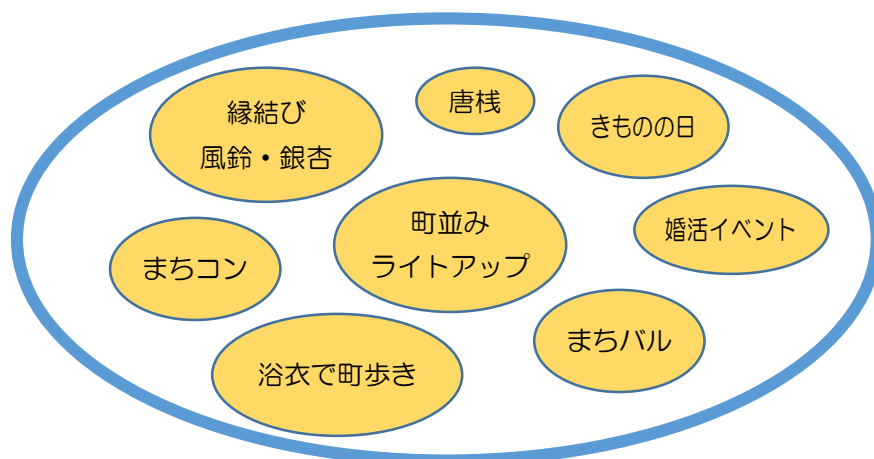 縁結び
風鈴・銀杏
唐桟
きものの日
町並み
ライトアップ
婚活イベント
まちコン
まちバル
浴衣で町歩き